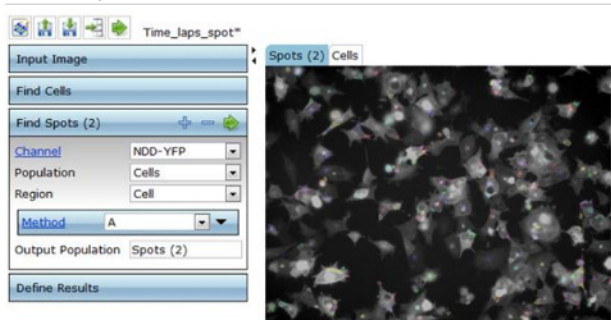 Time_laps_spot*
Input Image
Spots (2) Cells
Find Cells
Find Spots (2)
Channel NDD-YFP
Population Cells
Region Cell
Method A
Output Population Spots (2)
Define Results